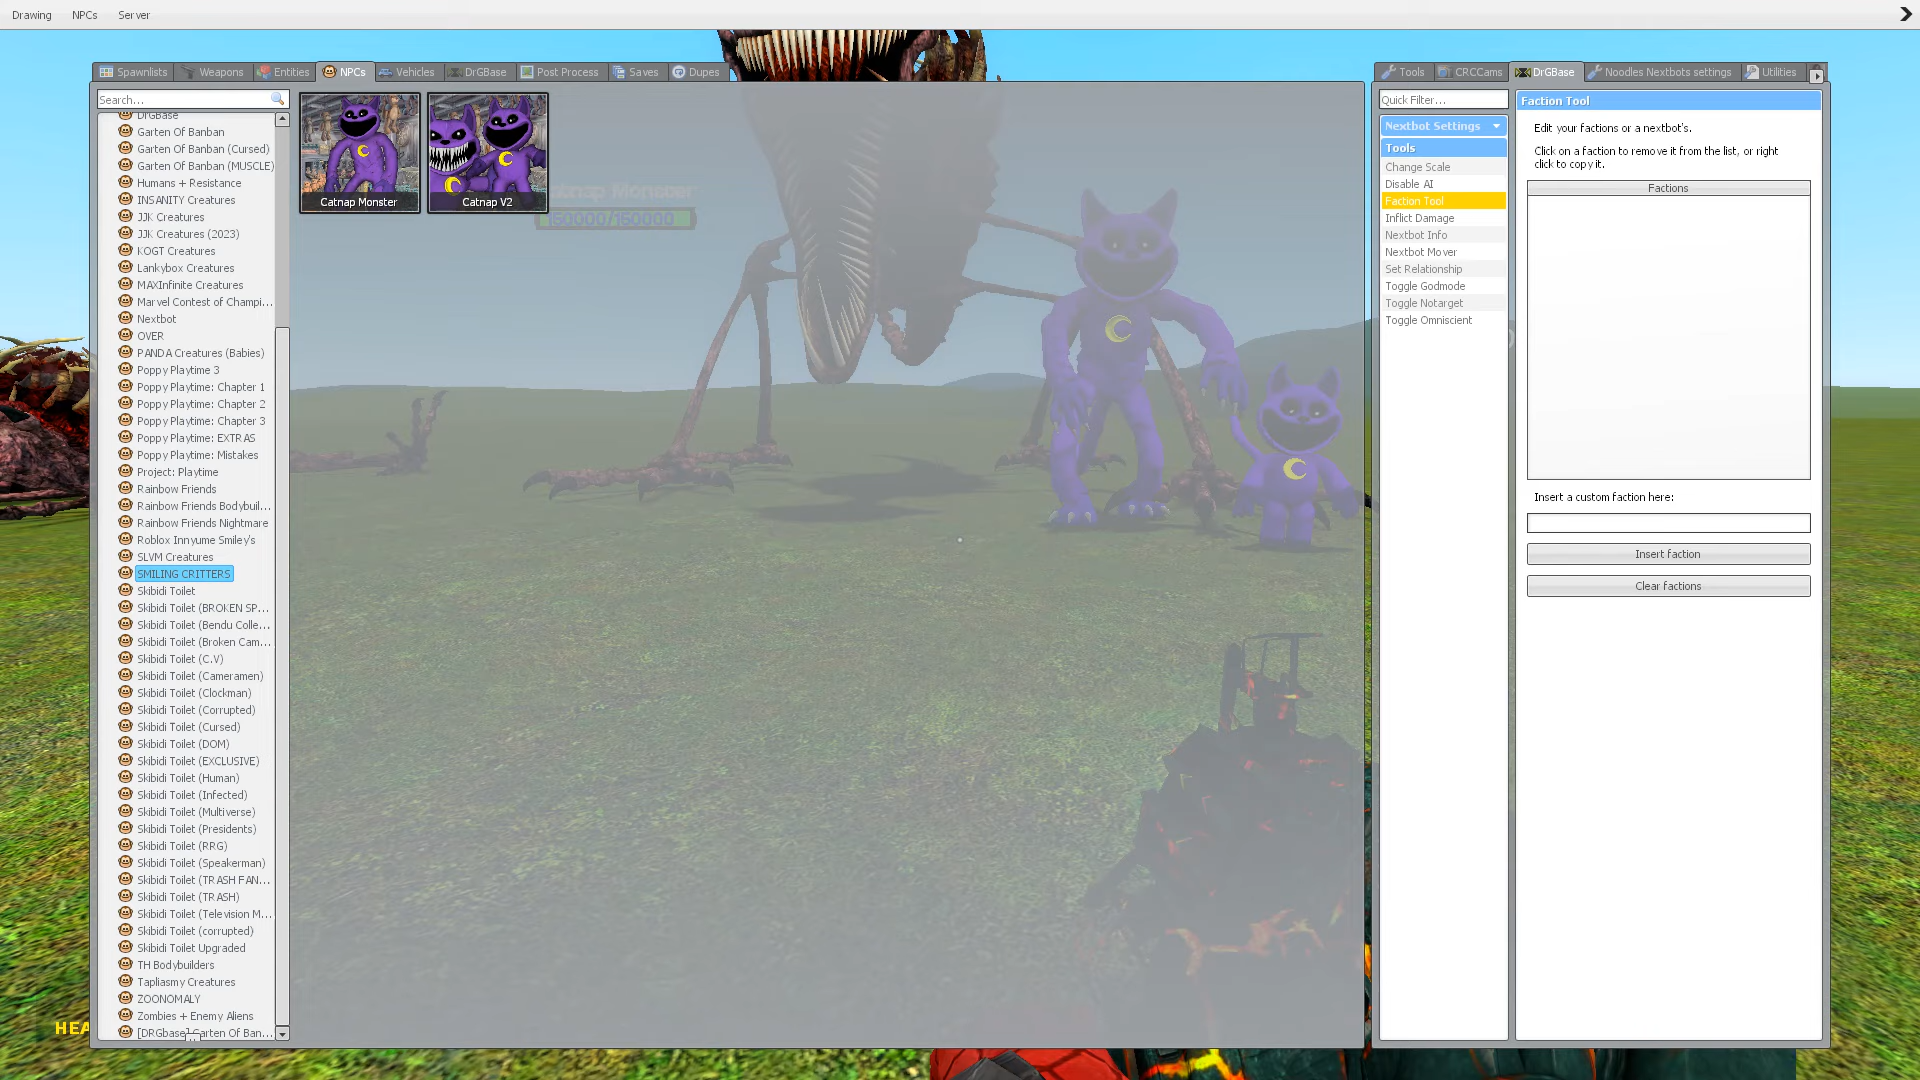 Drawing NPCs Server
Spawnlists Weapons Entities NPCs Vehicles DrGBase Post Process Saves Dupes
Tools CRCCams DrGBase Noodles Nextbots settings Utilities
Search...
DrGBase
Garten Of Banban
Garten Of Banban (Cursed)
Garten Of Banban (MUSCLE)
Humans + Resistance
INSANITY Creatures
JJK Creatures
JJK Creatures (2023)
KOGT Creatures
Lankybox Creatures
MAXInfinite Creatures
Marvel Contest of Champi...
Nextbot
OVER
PANDA Creatures (Babies)
Poppy Playtime 3
Poppy Playtime: Chapter 1
Poppy Playtime: Chapter 2
Poppy Playtime: Chapter 3
Poppy Playtime: EXTRAS
Poppy Playtime: Mistakes
Project: Playtime
Rainbow Friends
Rainbow Friends Bodybuil...
Rainbow Friends Nightmare
Roblox Innyume Smiley's
SLVM Creatures
SMILING CRITTERS
Skibidi Toilet
Skibidi Toilet (BROKEN SP...
Skibidi Toilet (Bendu Colle...
Skibidi Toilet (Broken Cam...
Skibidi Toilet (C.V)
Skibidi Toilet (Cameramen)
Skibidi Toilet (Clockman)
Skibidi Toilet (Corrupted)
Skibidi Toilet (Cursed)
Skibidi Toilet (DOM)
Skibidi Toilet (EXCLUSIVE)
Skibidi Toilet (Human)
Skibidi Toilet (Infected)
Skibidi Toilet (Multiverse)
Skibidi Toilet (Presidents)
Skibidi Toilet (RRG)
Skibidi Toilet (Speakerman)
Skibidi Toilet (TRASH FAN...
Skibidi Toilet (TRASH)
Skibidi Toilet (Television M...
Skibidi Toilet (corrupted)
Skibidi Toilet Upgraded
TH Bodybuilders
Tapliasmy Creatures
ZOONOMALY
Zombies + Enemy Aliens
[DRGbase] Garten Of Ban...
Catnap Monster
Catnap V2
Catnap Monster
150000/150000
HEA
Quick Filter...
Nextbot Settings
Tools
Change Scale
Disable AI
Faction Tool
Inflict Damage
Nextbot Info
Nextbot Mover
Set Relationship
Toggle Godmode
Toggle Notarget
Toggle Omniscient
Faction Tool
Edit your factions or a nextbot's.
Click on a faction to remove it from the list, or right
click to copy it.
Factions
Insert a custom faction here:
Insert faction
Clear factions